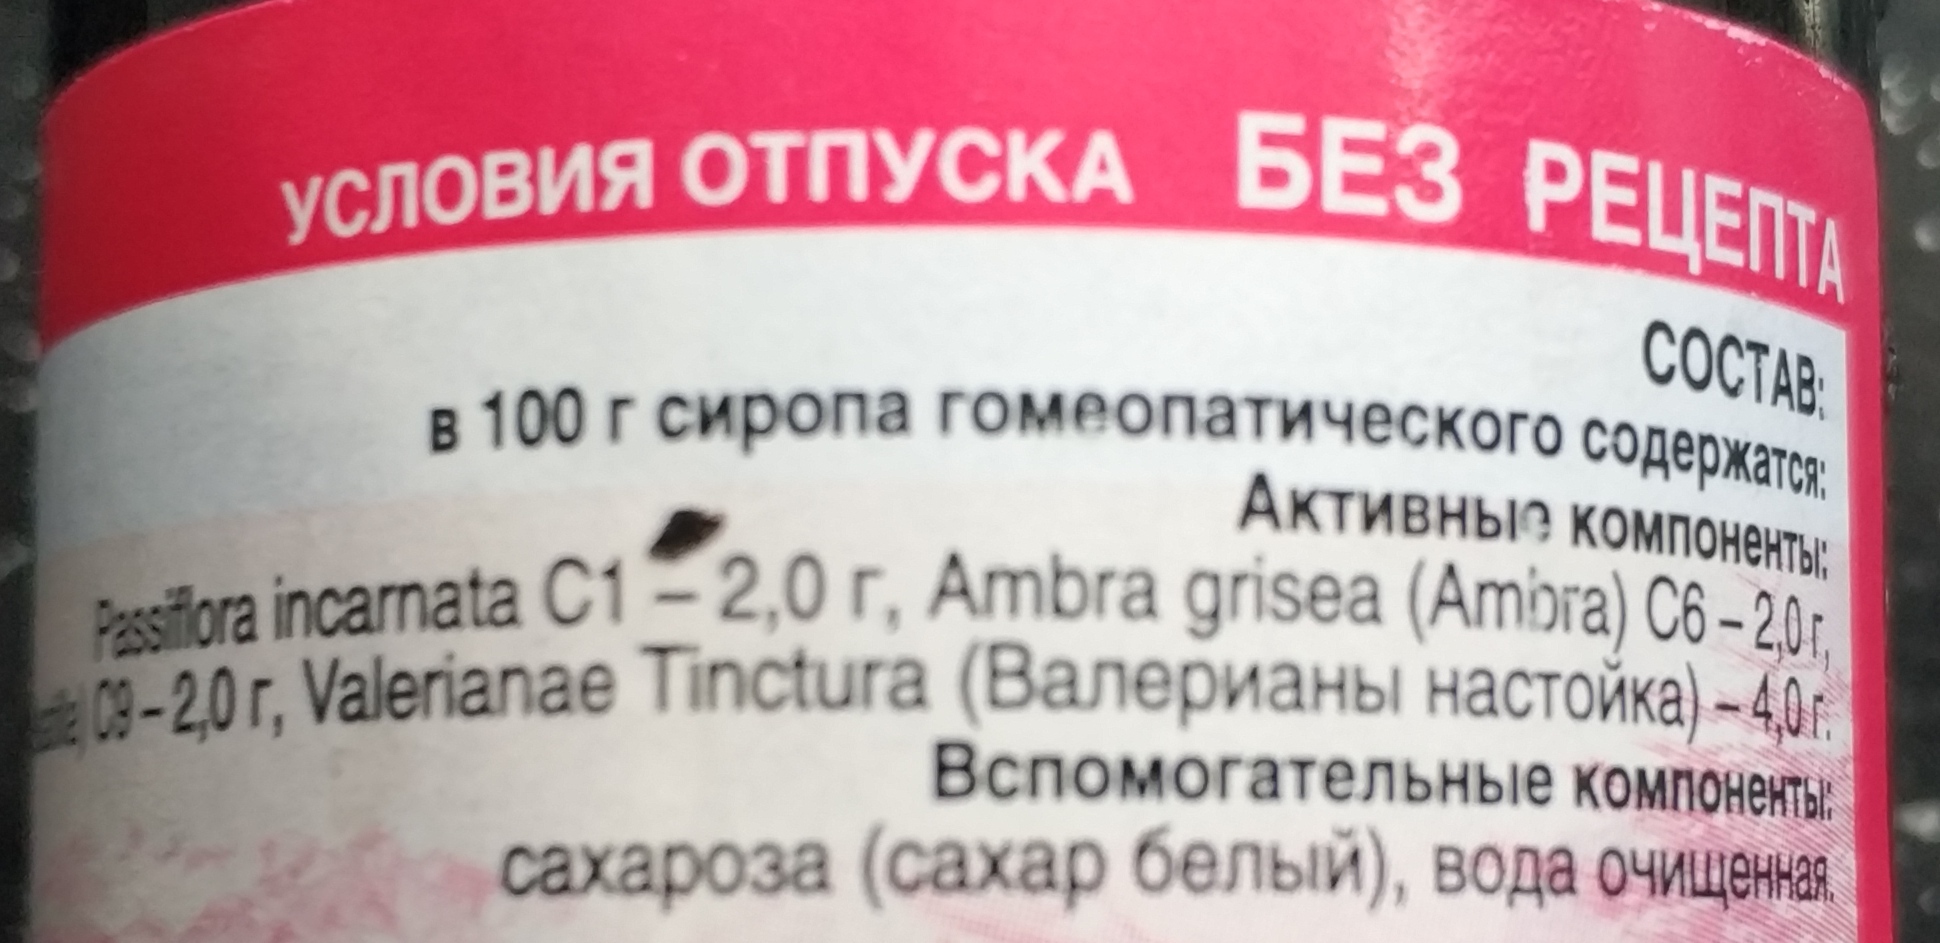 УСЛОВИЯ ОТПУСКА БЕЗ РЕЦЕПТА
СОСТАВ:
в 100 г сиропа гомеопатического содержатся:
Активные компоненты:
Passiflora incarnata C1 – 2,0 г, Ambra grisea (Ambra) C6 – 2,0 г,
C9 – 2,0 г, Valerianae Tinctura (Валерианы настойка) – 4,0 г.
Вспомогательные компоненты:
сахароза (сахар белый), вода очищенная.